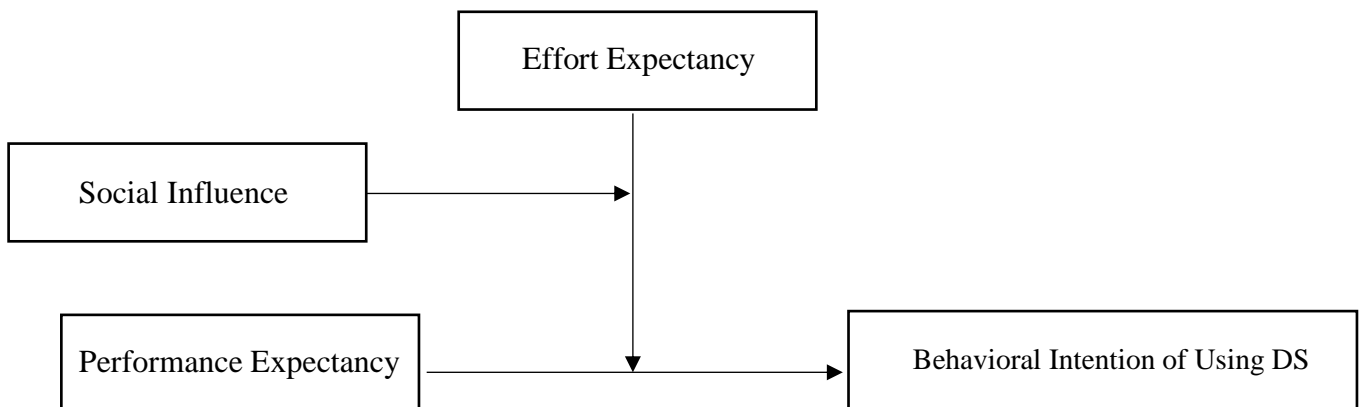 Effort Expectancy
Social Influence
Performance Expectancy
Behavioral Intention of Using DS